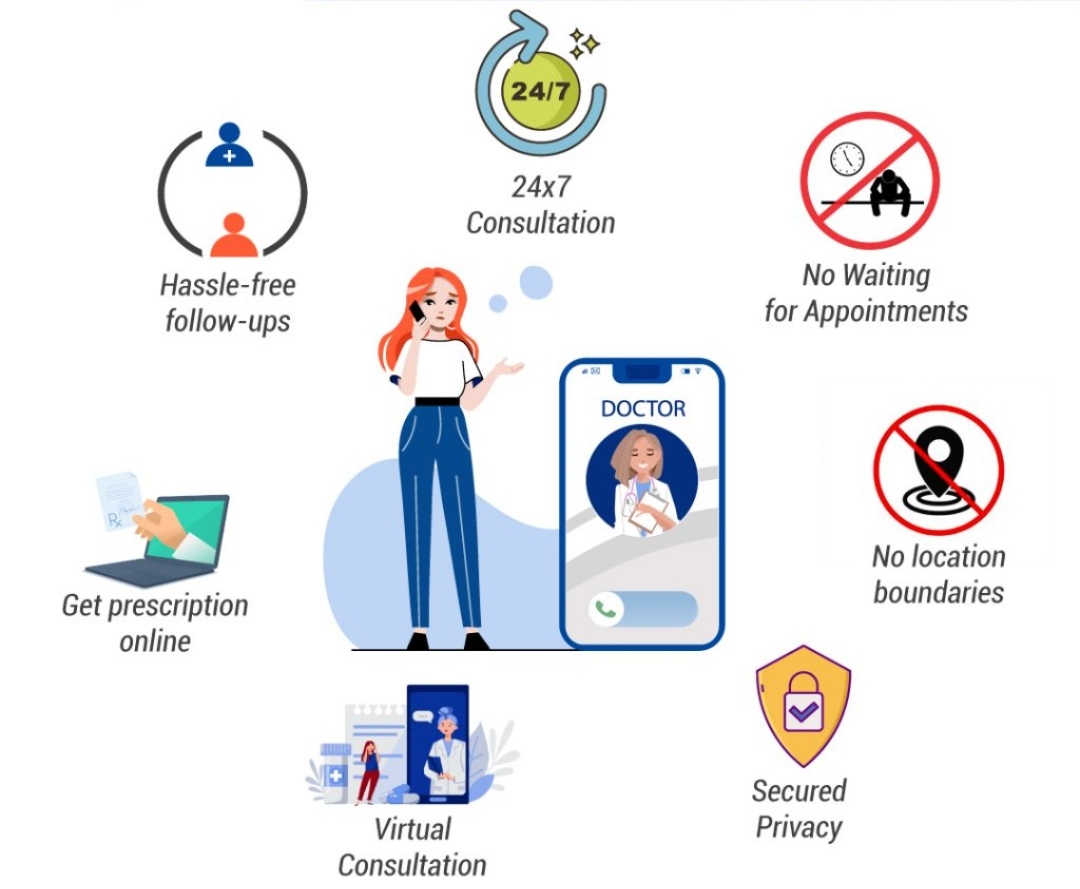 24/7
24x7
Consultation
Hassle-free
follow-ups
No Waiting
for Appointments
DOCTOR
No location
boundaries
Rx
Get prescription
online
Secured
Privacy
Virtual
Consultation